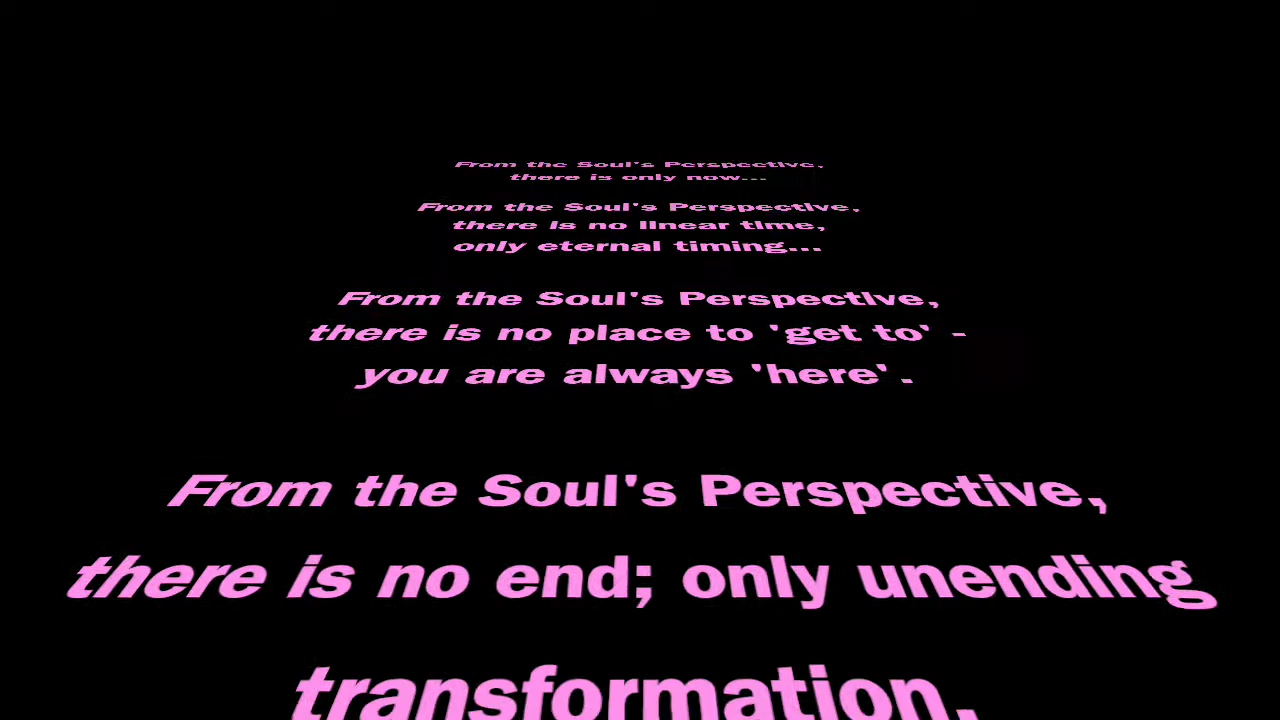 From the Soul's Perspective,
there is only now...
From the Soul's Perspective,
there is no linear time,
only eternal timing...
From the Soul's Perspective,
there is no place to 'get to' -
you are always 'here'.
From the Soul's Perspective,
there is no end; only unending
transformation.